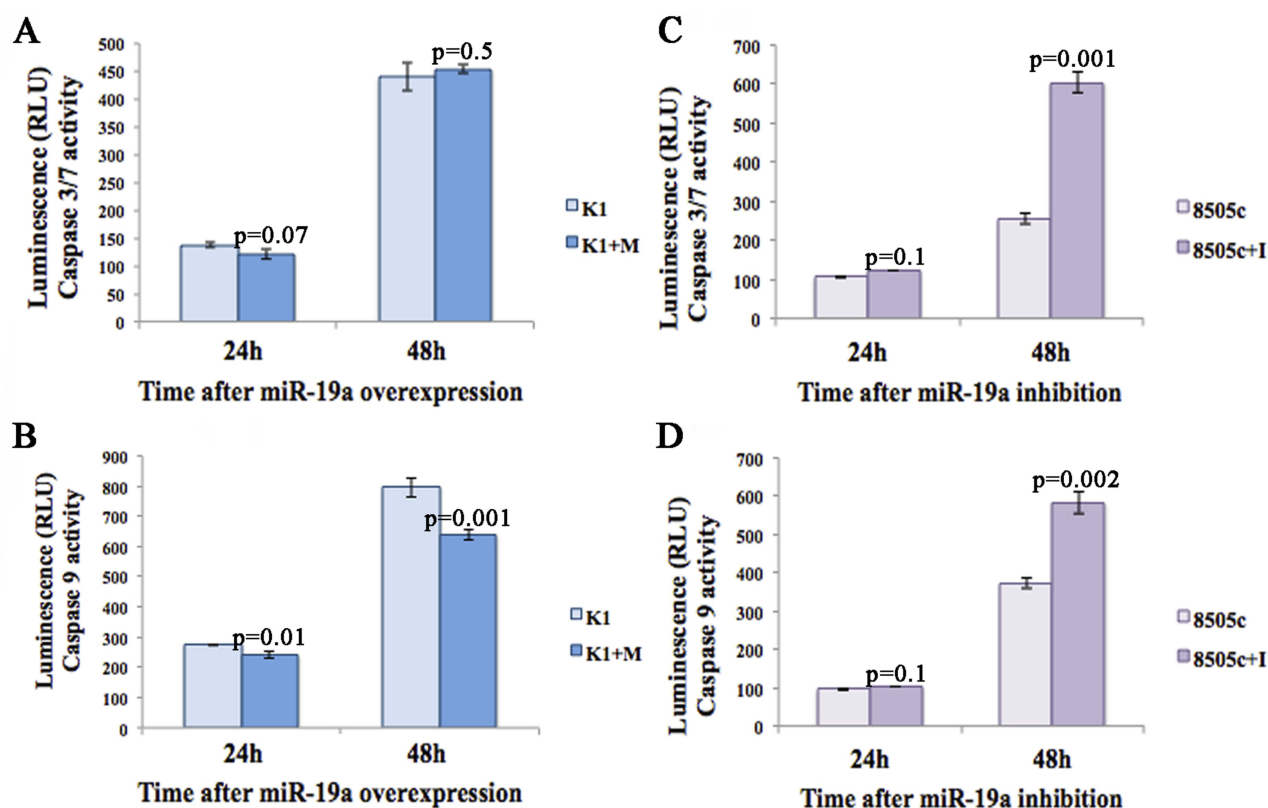 A
Luminescence (RLU)
Caspase 3/7 activity
500
450
400
350
300
250
200
150
100
50
0
p=0.07
p=0.5
24h
48h
Time after miR-19a overexpression
K1
K1+M
C
Luminescence (RLU)
Caspase 3/7 activity
700
600
500
400
300
200
100
0
p=0.1
p=0.001
24h
48h
Time after miR-19a inhibition
8505c
8505c+I
B
Luminescence (RLU)
Caspase 9 activity
900
800
700
600
500
400
300
200
100
0
p=0.01
p=0.001
24h
48h
Time after miR-19a overexpression
K1
K1+M
D
Luminescence (RLU)
Caspase 9 activity
700
600
500
400
300
200
100
0
p=0.1
p=0.002
24h
48h
Time after miR-19a inhibition
8505c
8505c+I